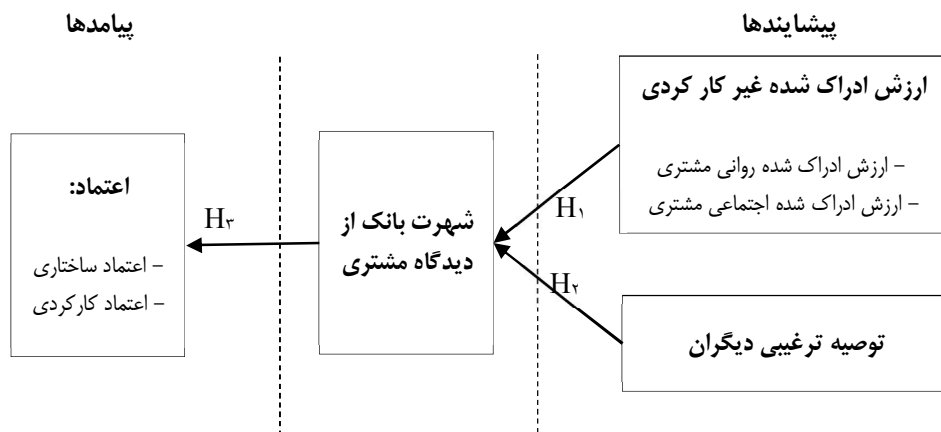 پیشایندها
پیامدها
ارزش ادراک شده غیر کار کردی
– ارزش ادراک شده روانی مشتری
– ارزش ادراک شده اجتماعی مشتری
توصیه ترغیبی دیگران
H۱
H۲
شهرت بانک از
دیدگاه مشتری
H۳
اعتماد:
– اعتماد ساختاری
– اعتماد کارکردی